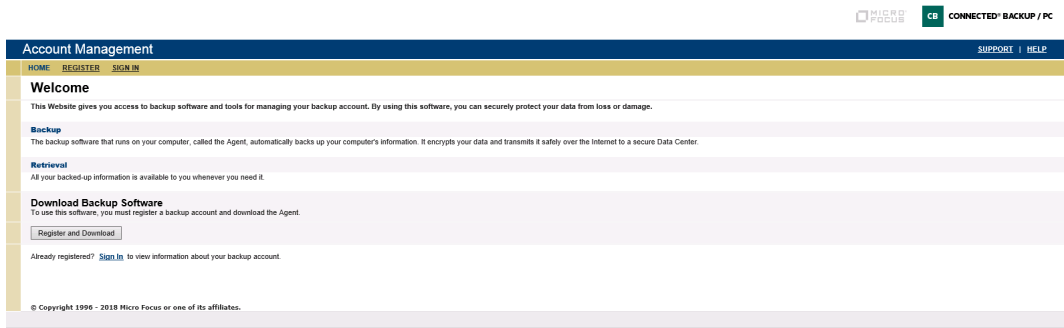 MICRO
FOCUS
CB CONNECTED® BACKUP / PC
Account Management
SUPPORT | HELP
HOME REGISTER SIGN IN
Welcome
This Website gives you access to backup software and tools for managing your backup account. By using this software, you can securely protect your data from loss or damage.
Backup
The backup software that runs on your computer, called the Agent, automatically backs up your computer's information. It encrypts your data and transmits it safely over the Internet to a secure Data Center.
Retrieval
All your backed-up information is available to you whenever you need it.
Download Backup Software
To use this software, you must register a backup account and download the Agent.
Register and Download
Already registered? Sign In to view information about your backup account.
© Copyright 1996 - 2018 Micro Focus or one of its affiliates.